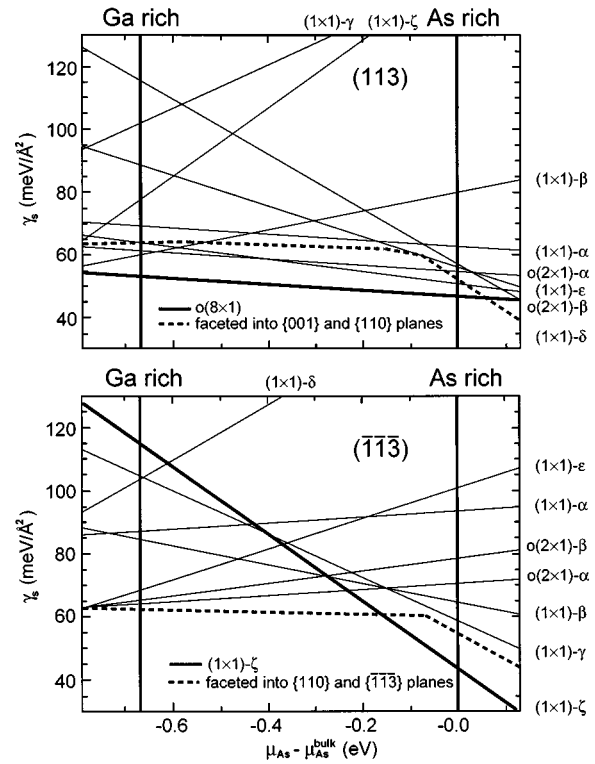 Ga rich (1×1)-γ (1×1)-ζ As rich
(113)
120
100
80
60
40
γs (meV/Å²)
(1×1)-β
(1×1)-α
o(2×1)-α
(1×1)-ε
o(2×1)-β
(1×1)-δ
o(8×1)
faceted into {001} and {110} planes
Ga rich (1×1)-δ As rich
(1̅1̅3̅)
120
100
80
60
40
γs (meV/Å²)
(1×1)-ε
(1×1)-α
o(2×1)-β
o(2×1)-α
(1×1)-β
(1×1)-γ
(1×1)-ζ
(1×1)-ζ
faceted into {110} and {1̅1̅3̅} planes
-0.6 -0.4 -0.2 -0.0
μAs - μAs^bulk (eV)